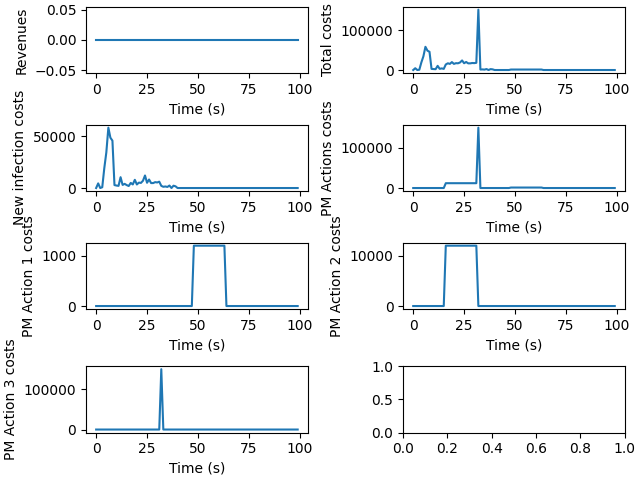 Revenues
0.05
0.00
−0.05
0 25 50 75 100
Time (s)
Total costs
100000
0
0 25 50 75 100
Time (s)
New infection costs
50000
0
0 25 50 75 100
Time (s)
PM Actions costs
100000
0
0 25 50 75 100
Time (s)
PM Action 1 costs
1000
0
0 25 50 75 100
Time (s)
PM Action 2 costs
10000
0
0 25 50 75 100
Time (s)
PM Action 3 costs
100000
0
0 25 50 75 100
Time (s)
1.0
0.5
0.0
0.0 0.2 0.4 0.6 0.8 1.0